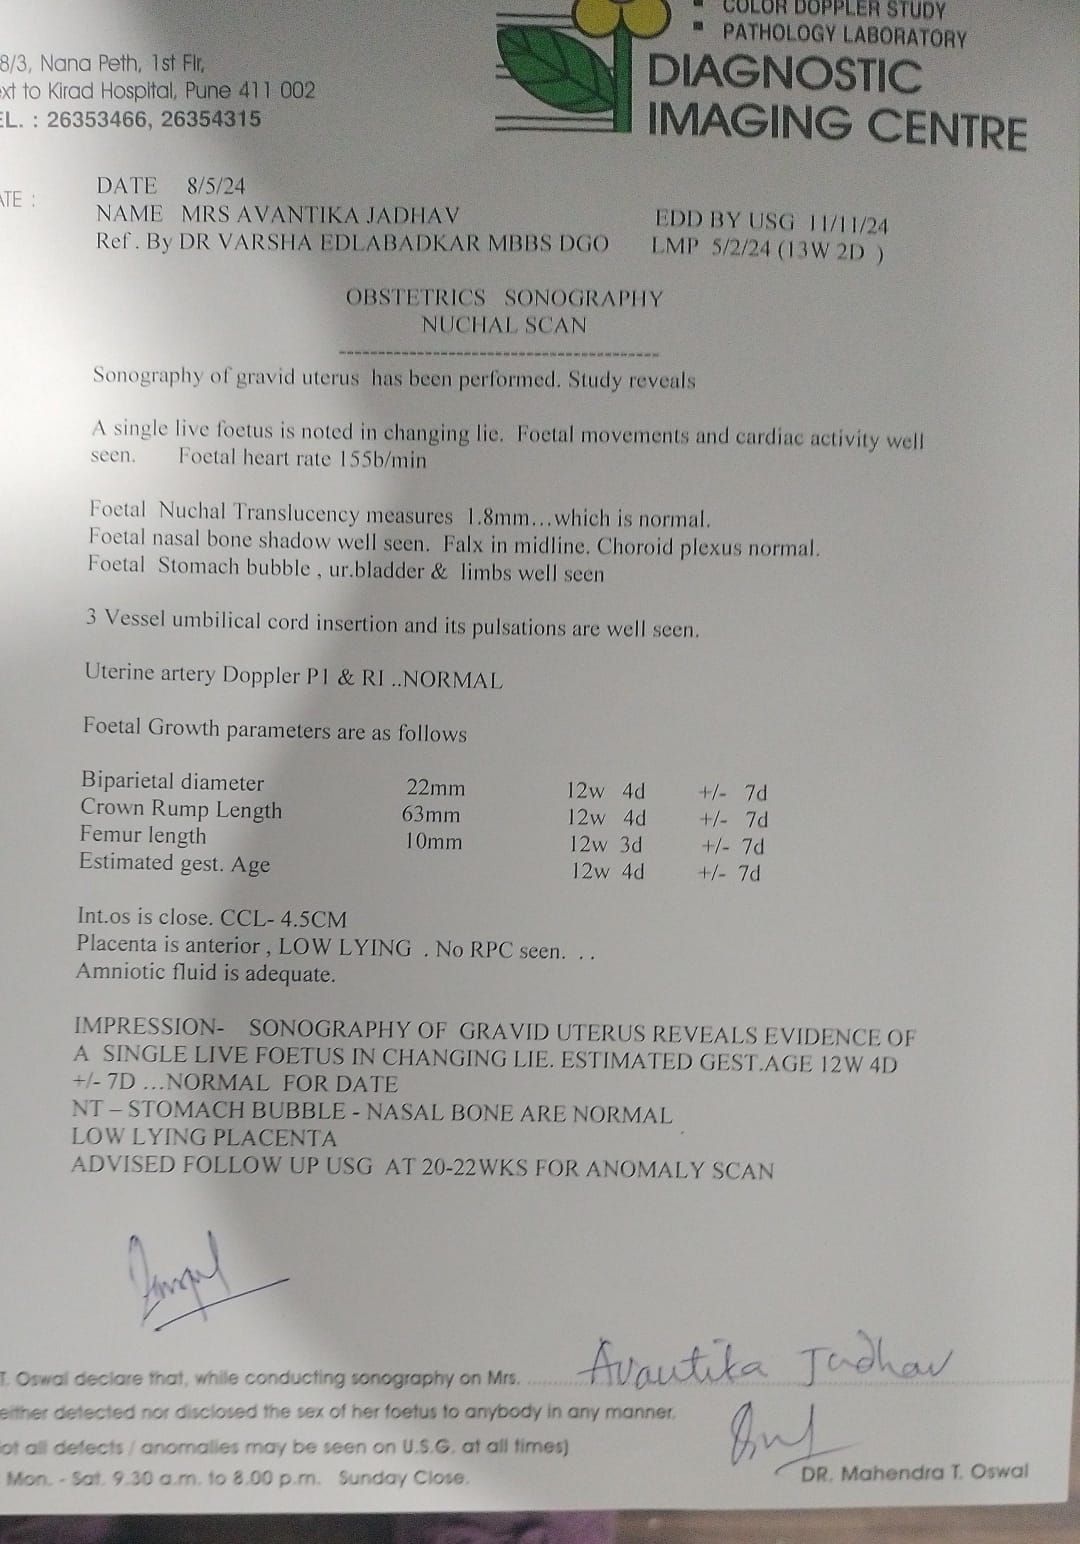 COLOR DOPPLER STUDY
PATHOLOGY LABORATORY
DIAGNOSTIC
IMAGING CENTRE
8/3, Nana Peth, 1st Flr,
ext to Kirad Hospital, Pune 411 002
EL. : 26353466, 26354315
ATE :
DATE 8/5/24
NAME MRS AVANTIKA JADHAV
EDD BY USG 11/11/24
Ref . By DR VARSHA EDLABADKAR MBBS DGO
LMP 5/2/24 (13W 2D )
OBSTETRICS SONOGRAPHY
NUCHAL SCAN
Sonography of gravid uterus has been performed. Study reveals
A single live foetus is noted in changing lie. Foetal movements and cardiac activity well
seen. Foetal heart rate 155b/min
Foetal Nuchal Translucency measures 1.8mm...which is normal.
Foetal nasal bone shadow well seen. Falx in midline. Choroid plexus normal.
Foetal Stomach bubble , ur.bladder & limbs well seen
3 Vessel umbilical cord insertion and its pulsations are well seen.
Uterine artery Doppler P1 & RI ..NORMAL
Foetal Growth parameters are as follows
Biparietal diameter 22mm 12w 4d +/- 7d
Crown Rump Length 63mm 12w 4d +/- 7d
Femur length 10mm 12w 3d +/- 7d
Estimated gest. Age 12w 4d +/- 7d
Int.os is close. CCL- 4.5CM
Placenta is anterior , LOW LYING . No RPC seen. . .
Amniotic fluid is adequate.
IMPRESSION- SONOGRAPHY OF GRAVID UTERUS REVEALS EVIDENCE OF
A SINGLE LIVE FOETUS IN CHANGING LIE. ESTIMATED GEST.AGE 12W 4D
+/- 7D ...NORMAL FOR DATE
NT – STOMACH BUBBLE - NASAL BONE ARE NORMAL
LOW LYING PLACENTA
ADVISED FOLLOW UP USG AT 20-22WKS FOR ANOMALY SCAN
T. Oswal declare that, while conducting sonography on Mrs. Avantika Jadhav
either detected nor disclosed the sex of her foetus to anybody in any manner.
ot all defects / anomalies may be seen on U.S.G. at all times)
Mon. - Sat. 9.30 a.m. to 8.00 p.m. Sunday Close.
DR. Mahendra T. Oswal